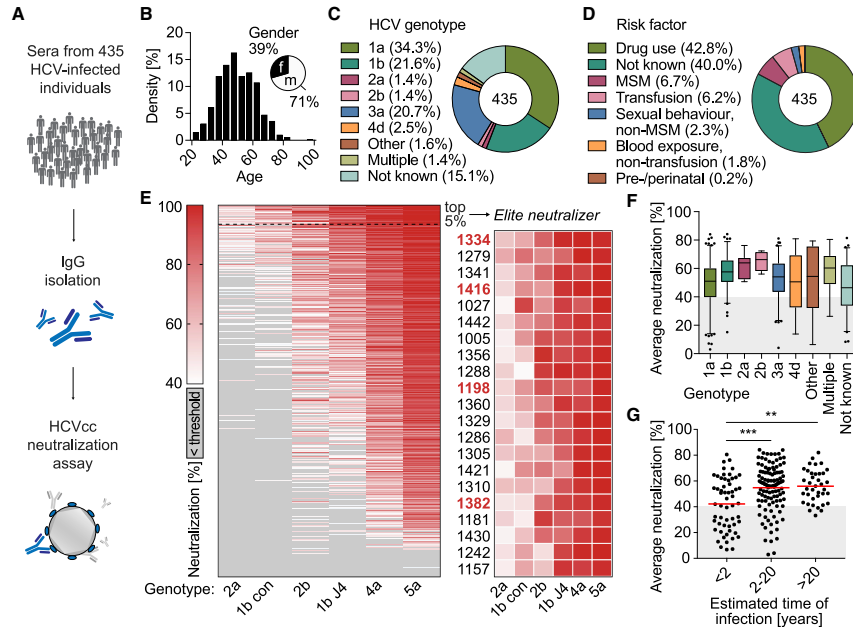 A
Sera from 435
HCV-infected
individuals
IgG
isolation
HCVcc
neutralization
assay
B
Density [%]
20
15
10
5
0
20
40
60
80
100
Age
Gender
39%
f
m
71%
C
HCV genotype
1a (34.3%)
1b (21.6%)
2a (1.4%)
2b (1.4%)
3a (20.7%)
4d (2.5%)
Other (1.6%)
Multiple (1.4%)
Not known (15.1%)
435
D
Risk factor
Drug use (42.8%)
Not known (40.0%)
MSM (6.7%)
Transfusion (6.2%)
Sexual behaviour,
non-MSM (2.3%)
Blood exposure,
non-transfusion (1.8%)
Pre-/perinatal (0.2%)
435
E
100
80
60
40
< threshold
Neutralization [%]
Genotype:
2a
1b con
2b
1b J4
4a
5a
top
5%
Elite neutralizer
1334
1279
1341
1416
1027
1442
1005
1356
1288
1198
1360
1329
1286
1305
1421
1310
1382
1181
1430
1242
1157
2a
1b con
2b
1b J4
4a
5a
F
Average neutralization [%]
100
80
60
40
20
0
1a
1b
2a
2b
3a
4d
Other
Multiple
Not known
Genotype
G
Average neutralization [%]
100
80
60
40
20
0
**
***
<2
2-20
>20
Estimated time of
infection [years]